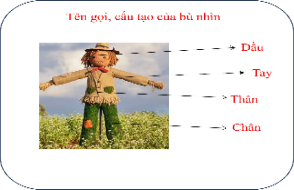 Tên gọi, cấu tạo của bù nhìn
Đầu
Tay
Thân
Chân